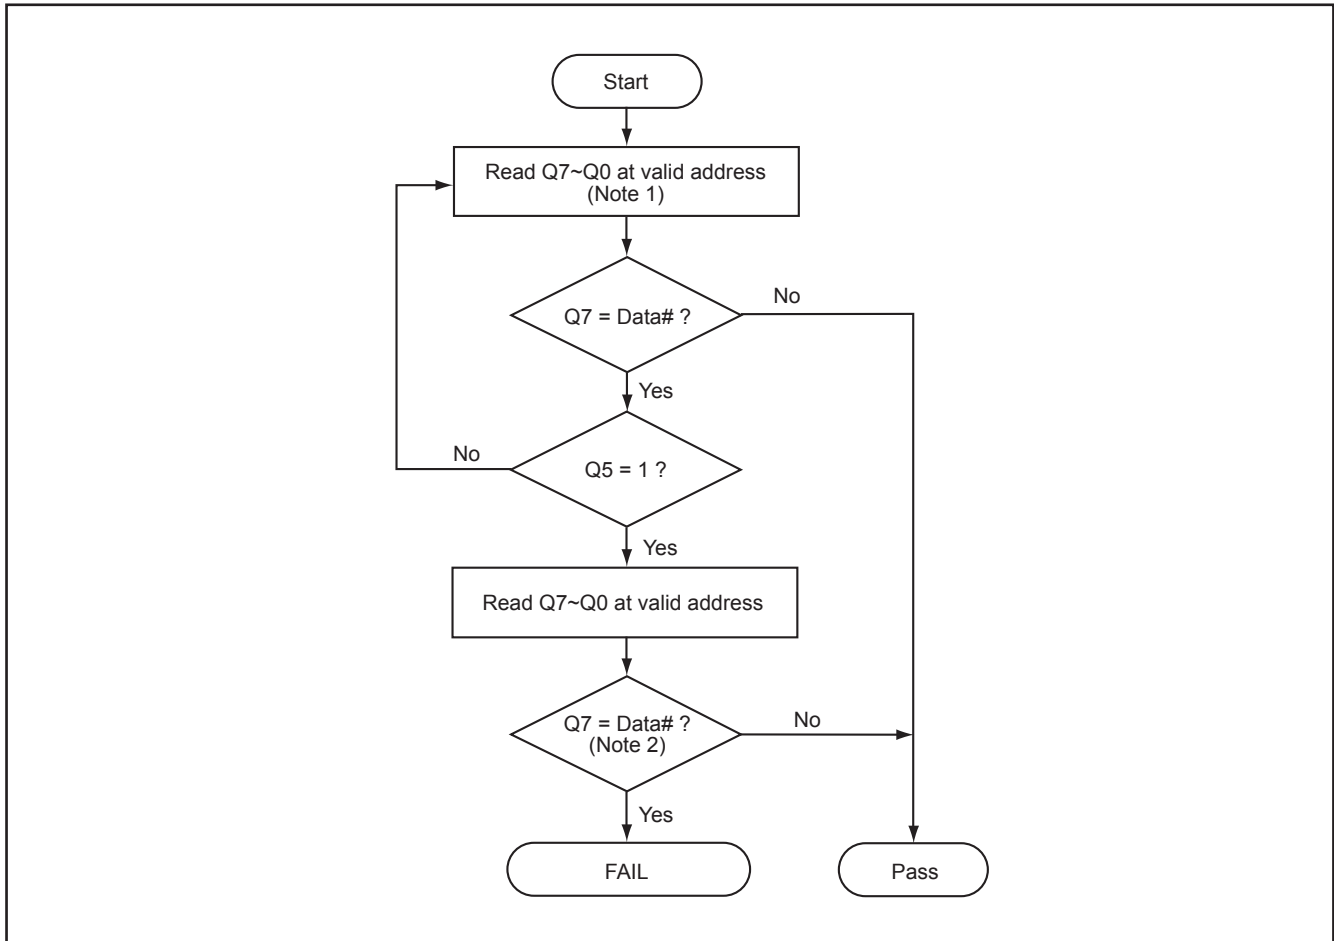 Start
Read Q7~Q0 at valid address
(Note 1)
Q7 = Data# ?
No
Yes
Q5 = 1 ?
No
Yes
Read Q7~Q0 at valid address
Q7 = Data# ?
(Note 2)
No
Yes
FAIL
Pass